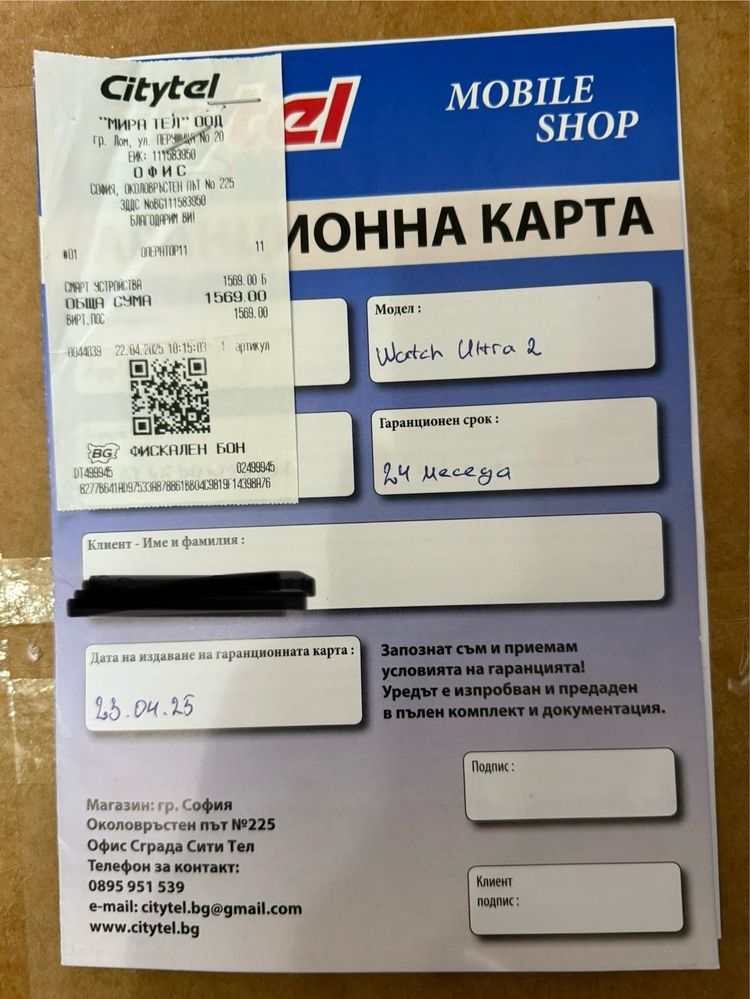 Citytel
"МИРА ТЕЛ" ООД
гр. Лом, ул. ПЕРУНИКА No 20
ЕИК: 111583950
ОФИС
СОФИЯ, ОКОЛОВРЪСТЕН ПЪТ No 225
ЗДДС NoBG111583950
БЛАГОДАРИМ ВИ!
#01 ОПЕРАТОР11 11
СМАРТ УСТРОЙСТВА 1569.00 Б
ОБЩА СУМА 1569.00
ВИРТ.ПОС 1569.00
0044039 22.04.2025 10:15:03 1 артикул
BG ФИСКАЛЕН БОН
DT499945 02499945
B277B641AD97533A878861BB04C9819F14398A76
el
MOBILE
SHOP
ИОННА КАРТА
Модел :
Watch Ultra 2
Гаранционен срок :
24 месеца
Клиент - Име и фамилия :
Дата на издаване на гаранционната карта :
23.04.25
Запознат съм и приемам
условията на гаранцията!
Уредът е изпробван и предаден
в пълен комплект и документация.
Подпис :
Магазин: гр. София
Околовръстен път №225
Офис Сграда Сити Тел
Телефон за контакт:
0895 951 539
e-mail: citytel.bg@gmail.com
www.citytel.bg
Клиент
подпис :